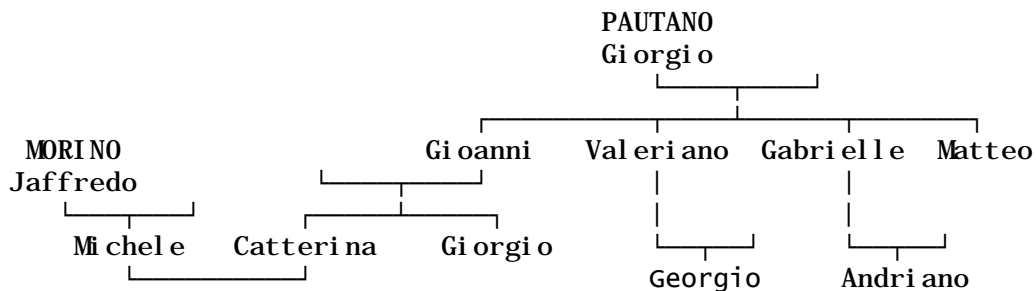 PAUTANO
Giorgio
MORINO Gioanni Valeriano Gabrielle Matteo
Jaffredo
Michele Catterina Giorgio
Georgio Andriano